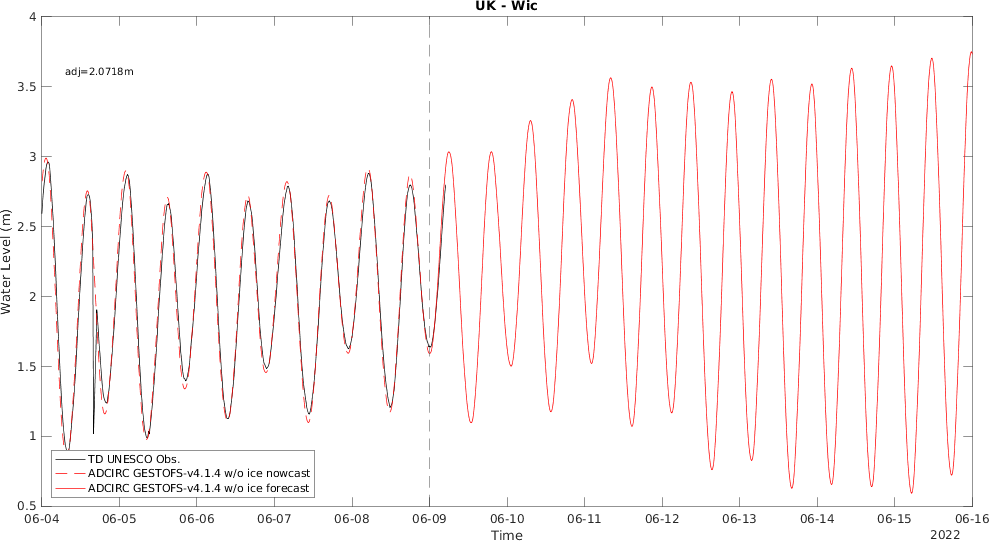 UK - Wic
4
adj=2.0718m
3.5
3
2.5
Water Level (m)
2
1.5
1
TD UNESCO Obs.
ADCIRC GESTOFS-v4.1.4 w/o ice nowcast
ADCIRC GESTOFS-v4.1.4 w/o ice forecast
0.5
06-04 06-05 06-06 06-07 06-08 06-09 06-10 06-11 06-12 06-13 06-14 06-15 06-16
Time
2022